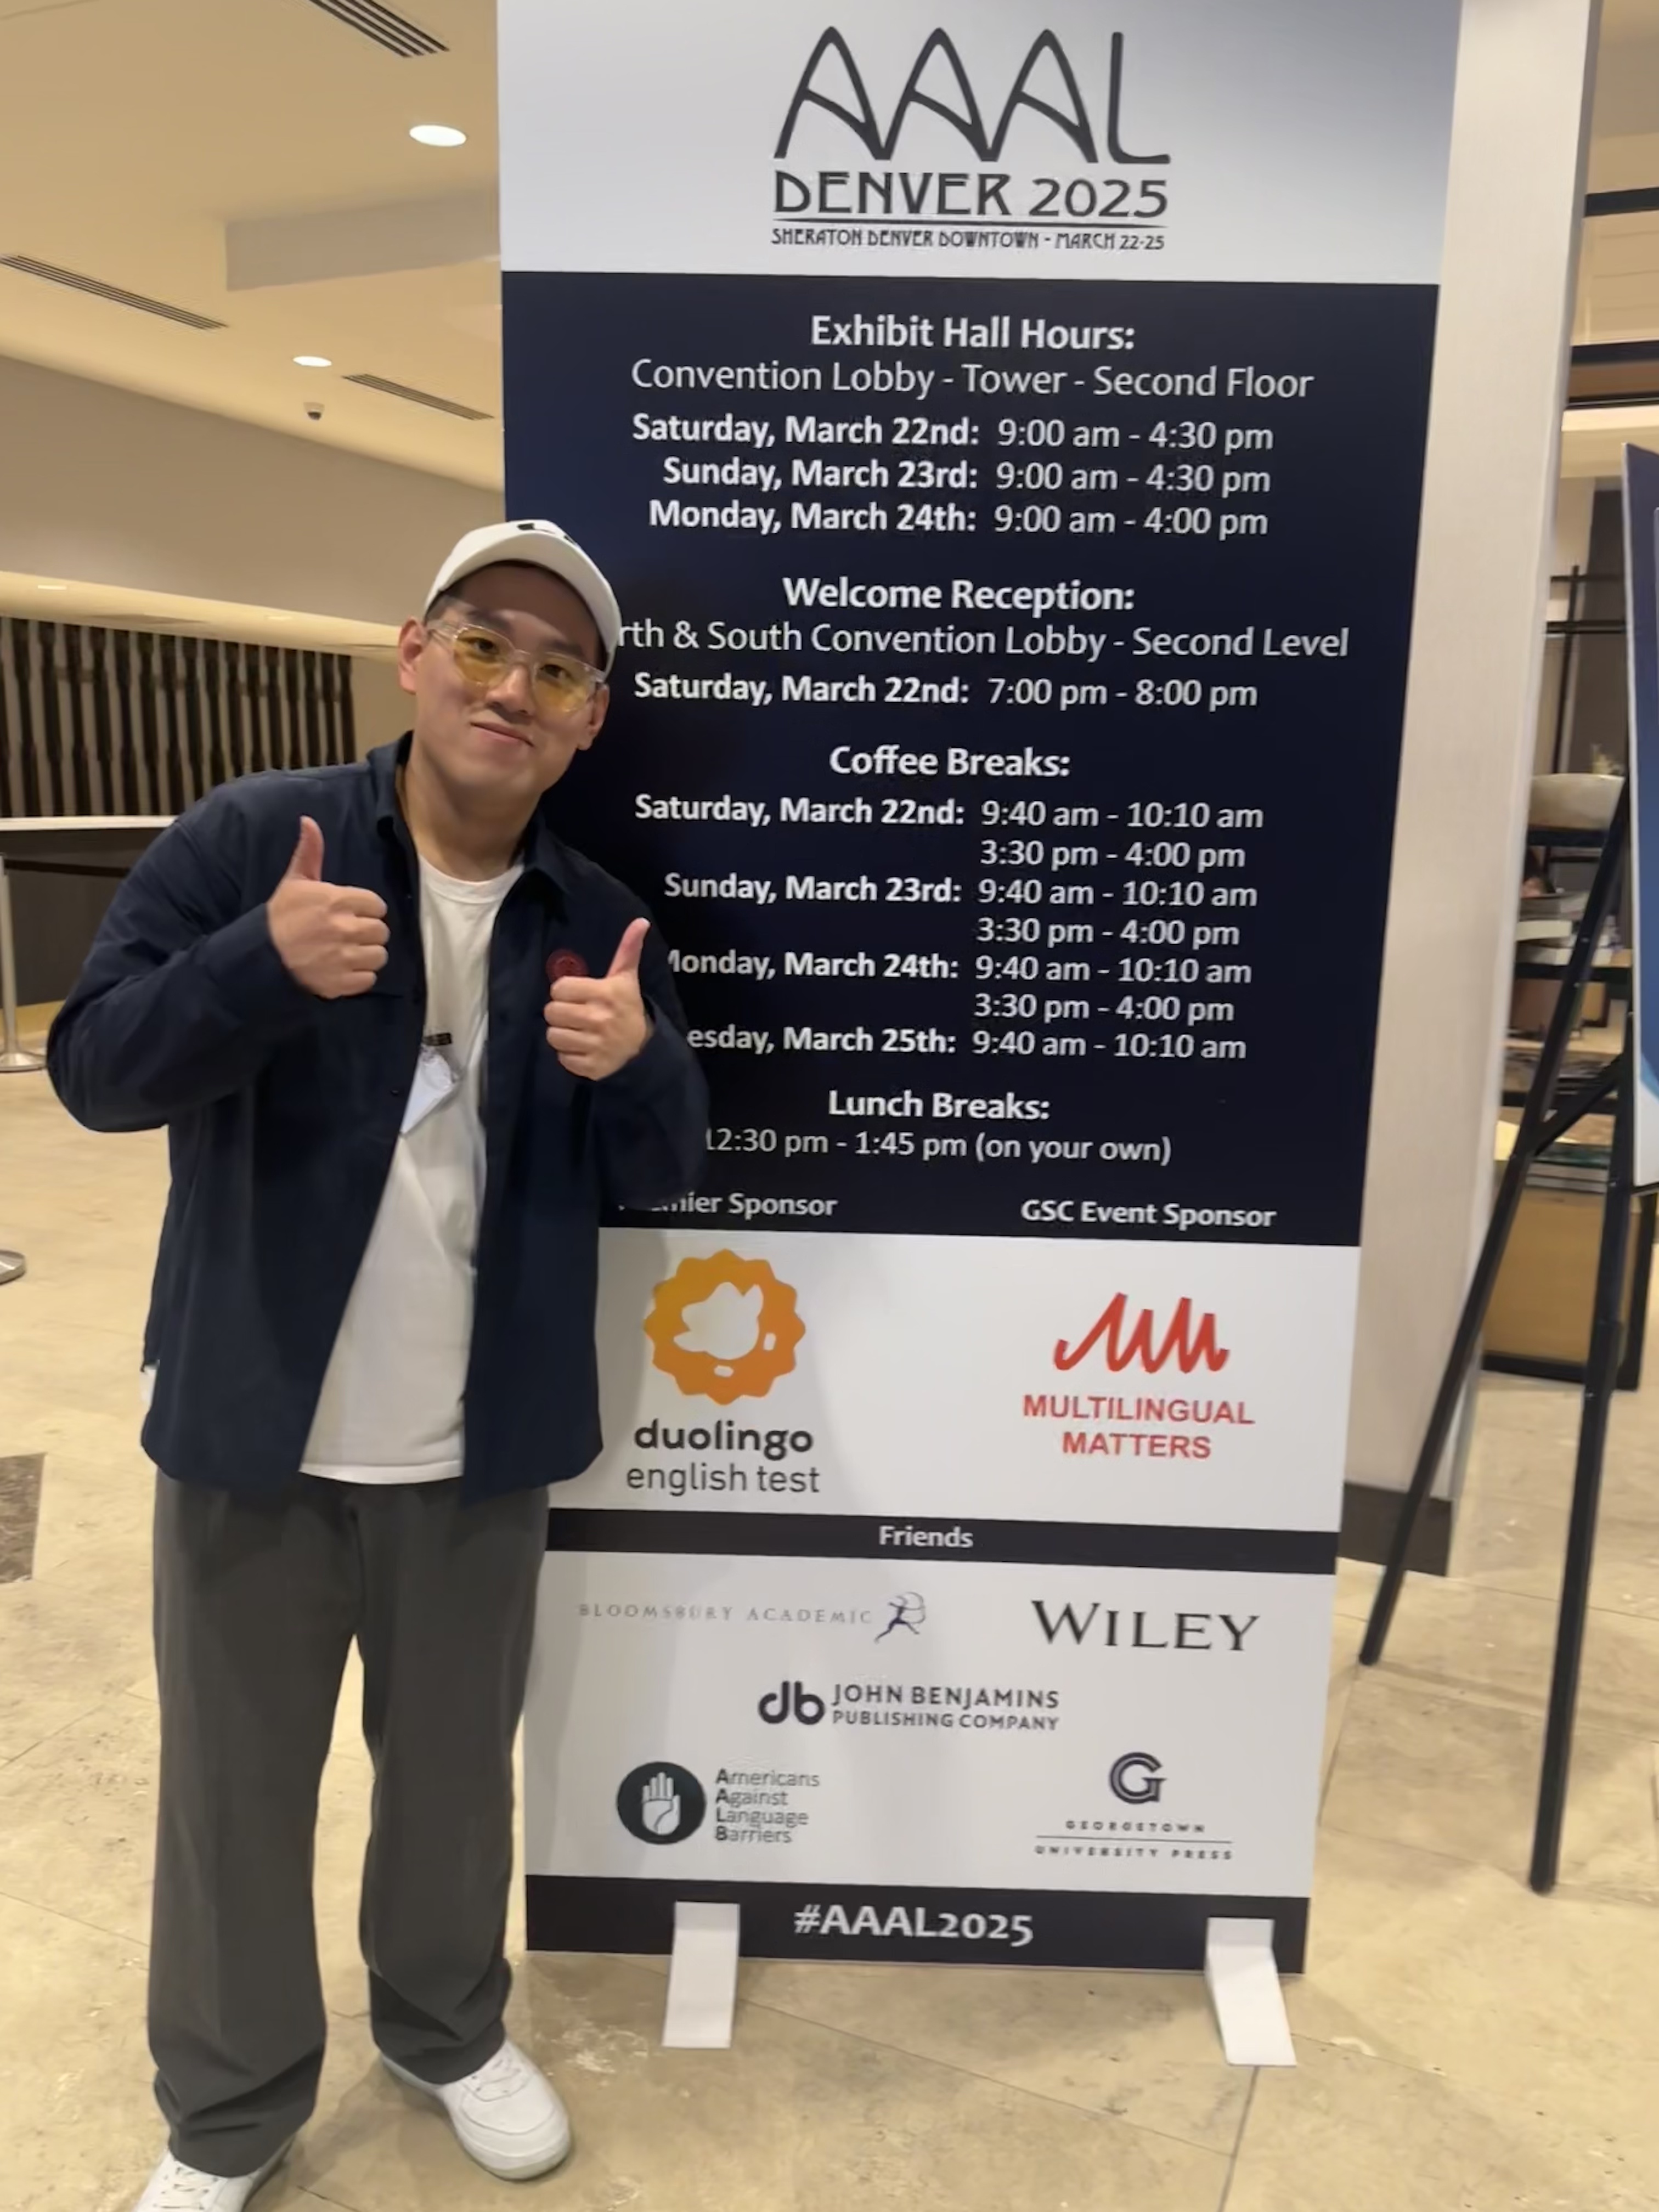 AAAL
DENVER 2025
SHERATON DENVER DOWNTOWN - MARCH 22-25
Exhibit Hall Hours:
Convention Lobby - Tower - Second Floor
Saturday, March 22nd: 9:00 am - 4:30 pm
Sunday, March 23rd: 9:00 am - 4:30 pm
Monday, March 24th: 9:00 am - 4:00 pm
Welcome Reception:
rth & South Convention Lobby - Second Level
Saturday, March 22nd: 7:00 pm - 8:00 pm
Coffee Breaks:
Saturday, March 22nd: 9:40 am - 10:10 am
3:30 pm - 4:00 pm
Sunday, March 23rd: 9:40 am - 10:10 am
3:30 pm - 4:00 pm
Monday, March 24th: 9:40 am - 10:10 am
3:30 pm - 4:00 pm
esday, March 25th: 9:40 am - 10:10 am
Lunch Breaks:
12:30 pm - 1:45 pm (on your own)
mier Sponsor GSC Event Sponsor
duolingo
english test
MULTILINGUAL
MATTERS
Friends
BLOOMSBURY ACADEMIC
WILEY
JOHN BENJAMINS
PUBLISHING COMPANY
Americans
Against
Language
Barriers
G
GEORGETOWN
UNIVERSITY PRESS
#AAAL2025